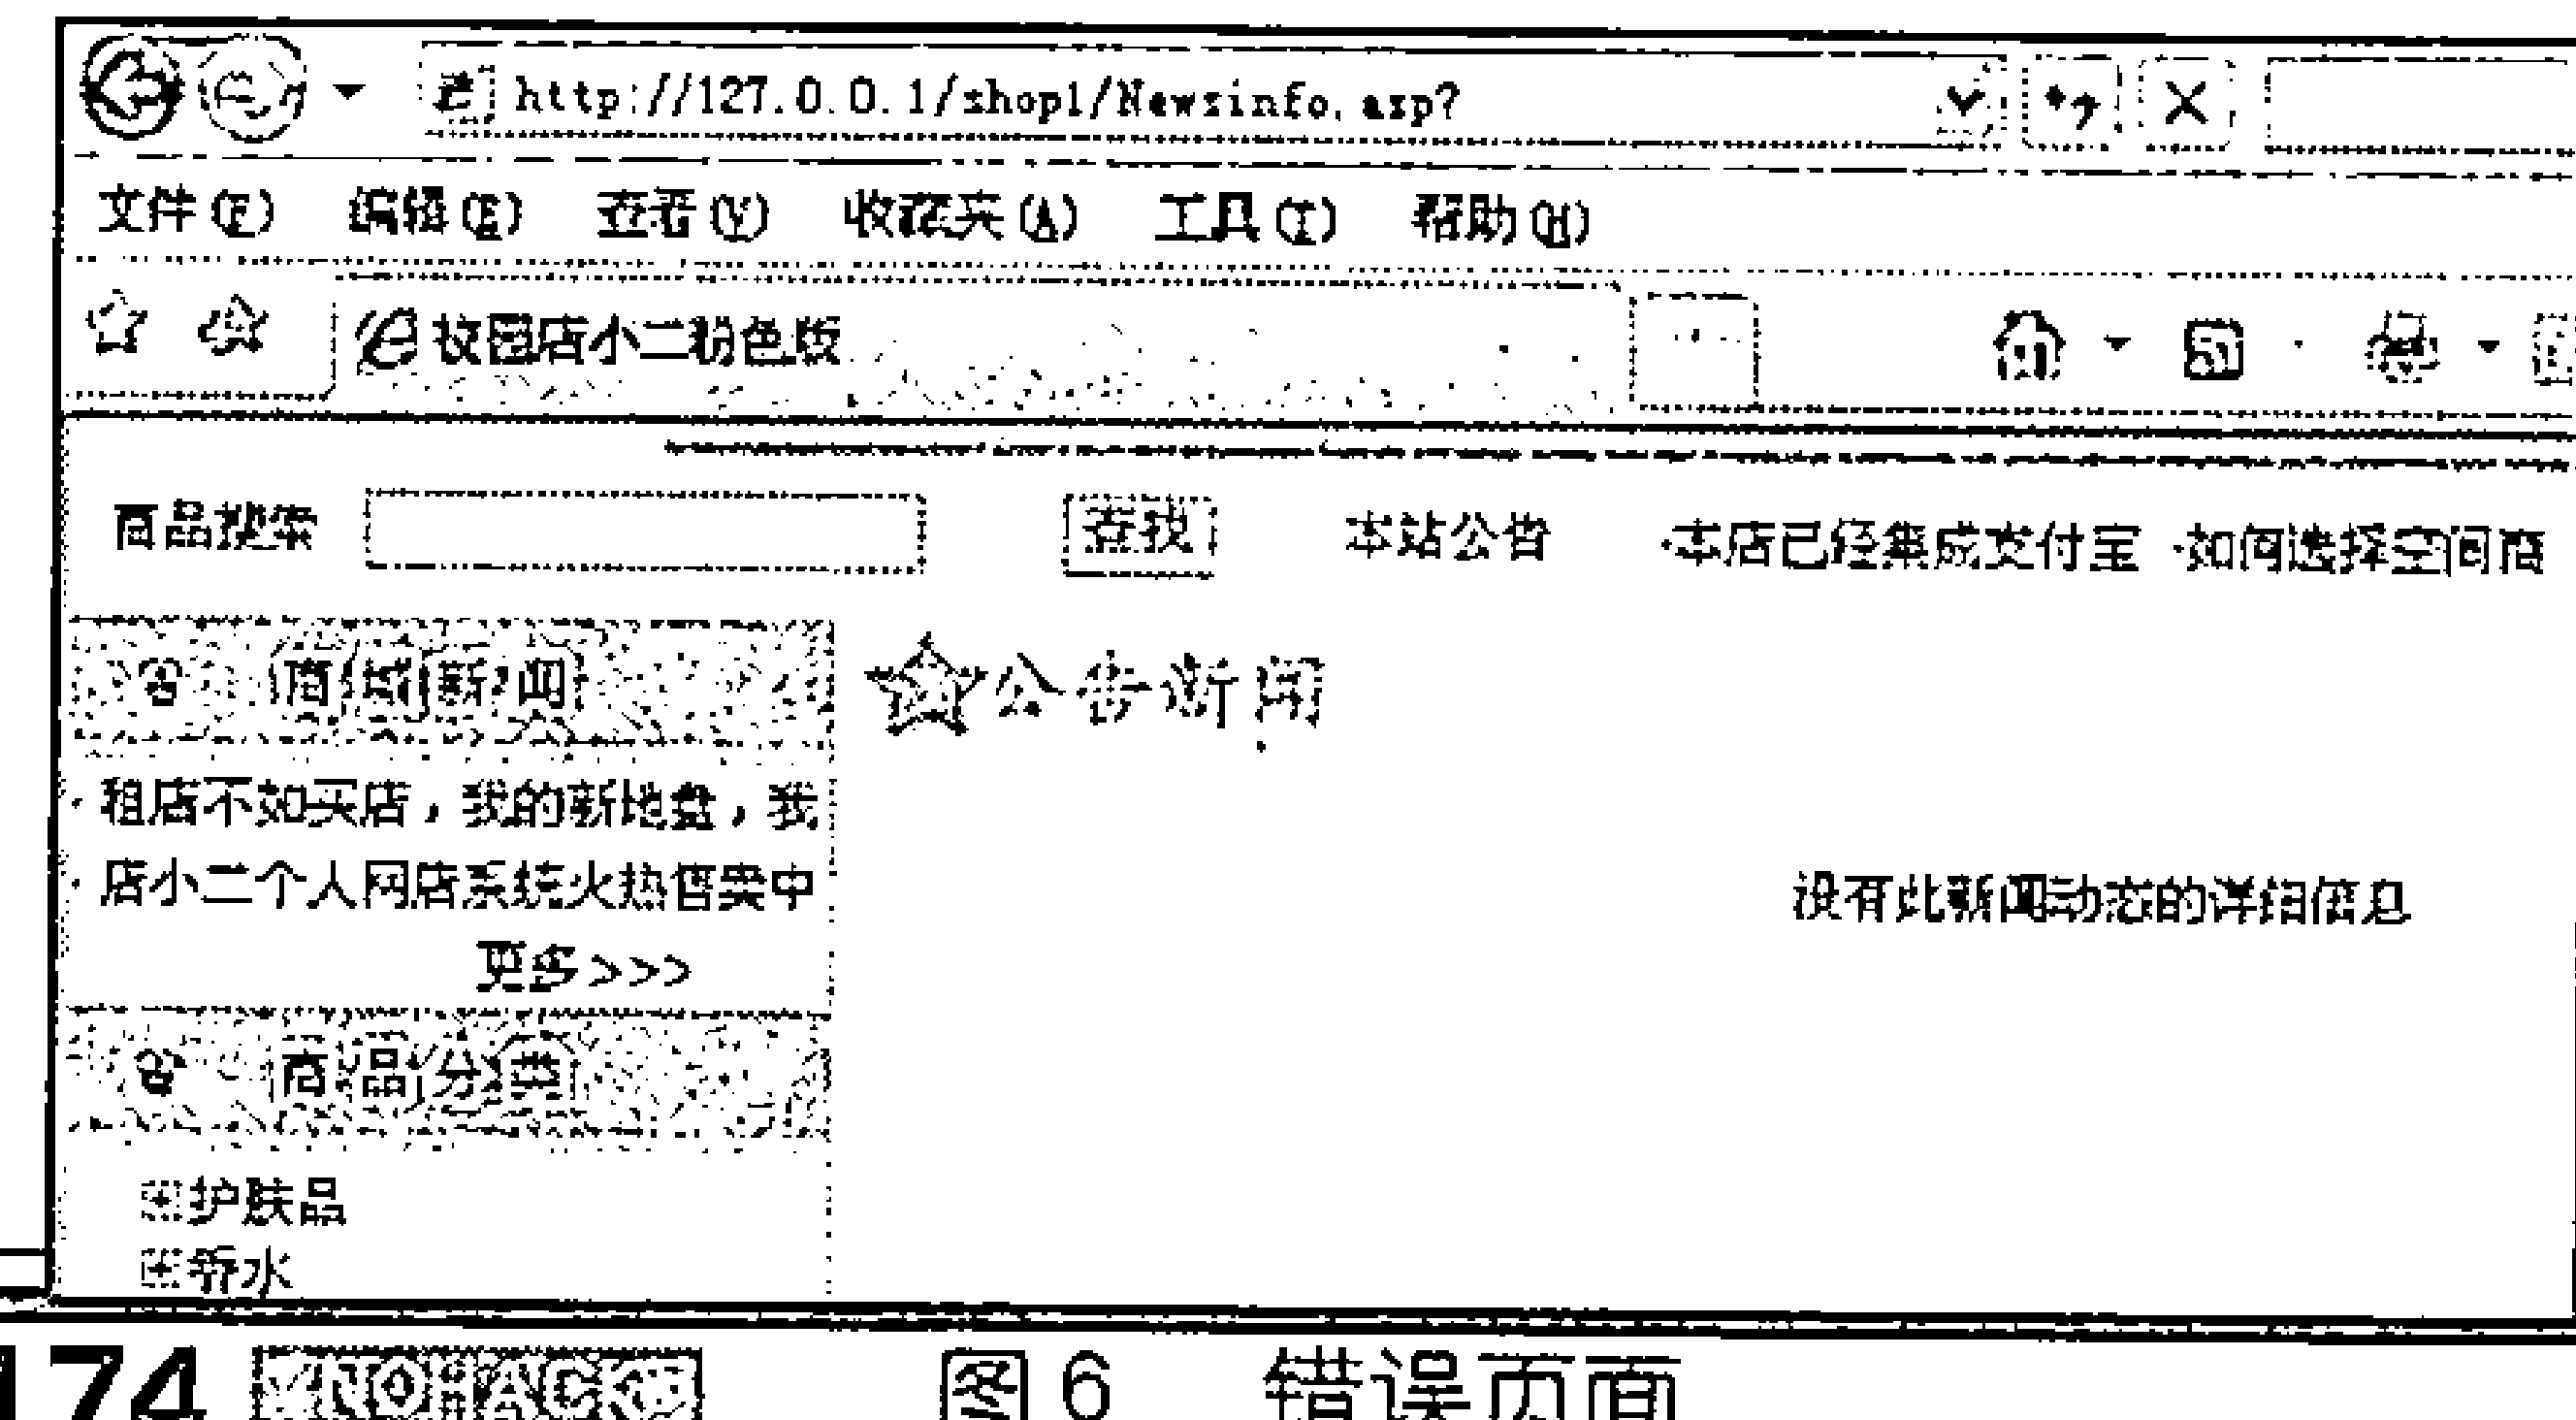 http://127.0.0.1/shop1/Newsinfo.asp?
文件(F) 编辑(E) 查看(V) 收藏夹(A) 工具(T) 帮助(H)
店小二粉色版
商品搜索 查找 本站公告 ·本店已经集成支付宝 ·如何选择空间商
商城新闻
公告新闻
·租店不如买店,我的新地盘,我
·店小二个人网店系统火热售卖中
没有此新闻动态的详细信息
更多>>>
商品分类
护肤品
香水
174 图6 错误页面